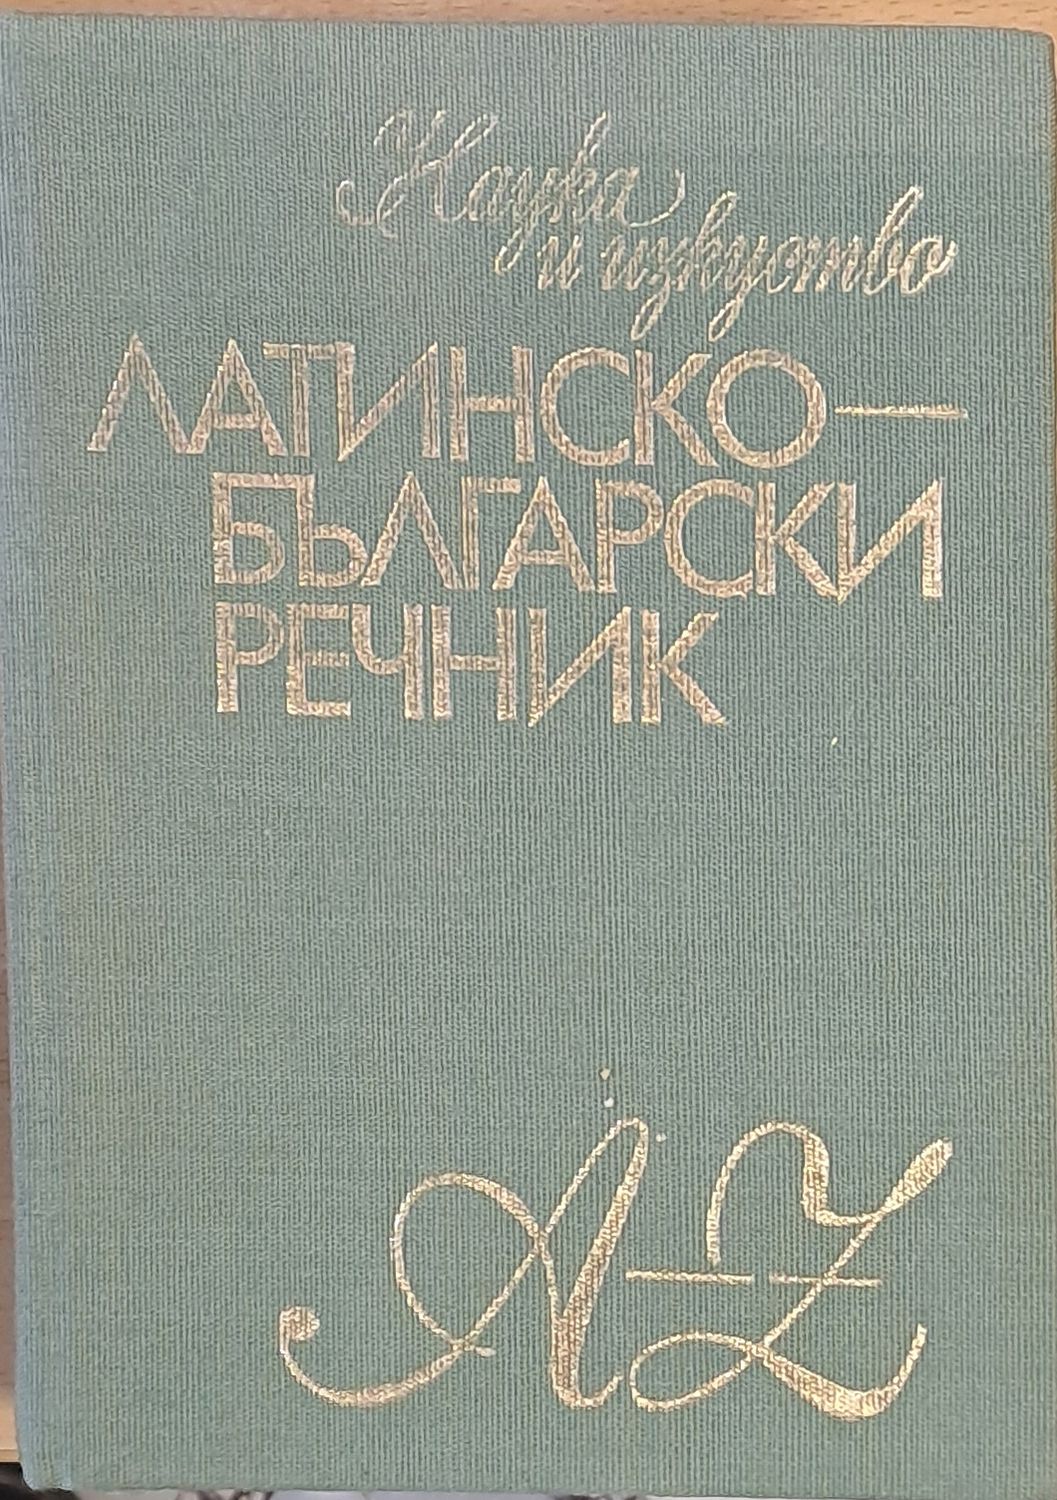 Наука
и изкуство
ЛАТИНСКО—
БЪЛГАРСКИ
РЕЧНИК
A—Z